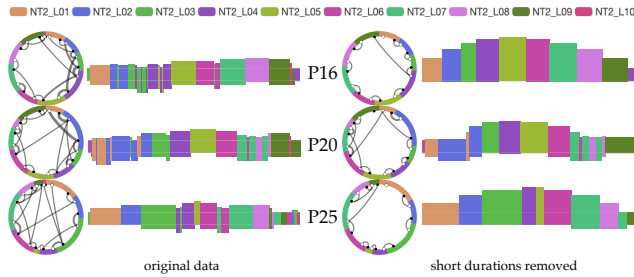 NT2_L01 NT2_L02 NT2_L03 NT2_L04 NT2_L05 NT2_L06 NT2_L07 NT2_L08 NT2_L09 NT2_L10
P16
P20
P25
original data short durations removed